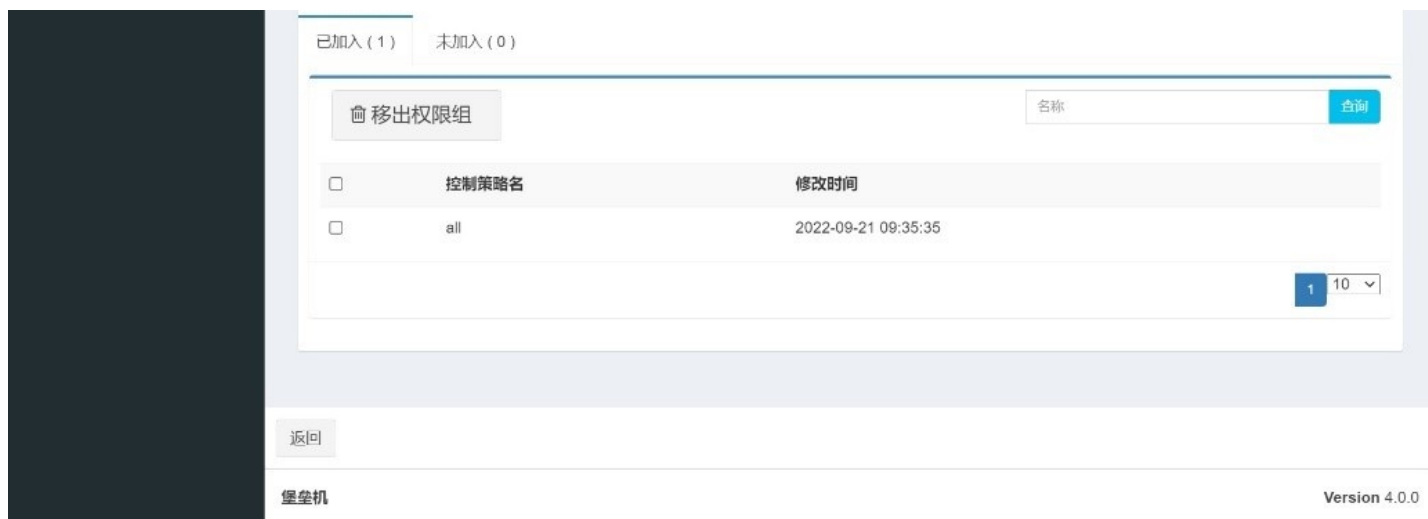 已加入 ( 1 ) 未加入 ( 0 )
移出权限组 名称 查询
控制策略名 修改时间
all 2022-09-21 09:35:35
1 10
返回
堡垒机 Version 4.0.0